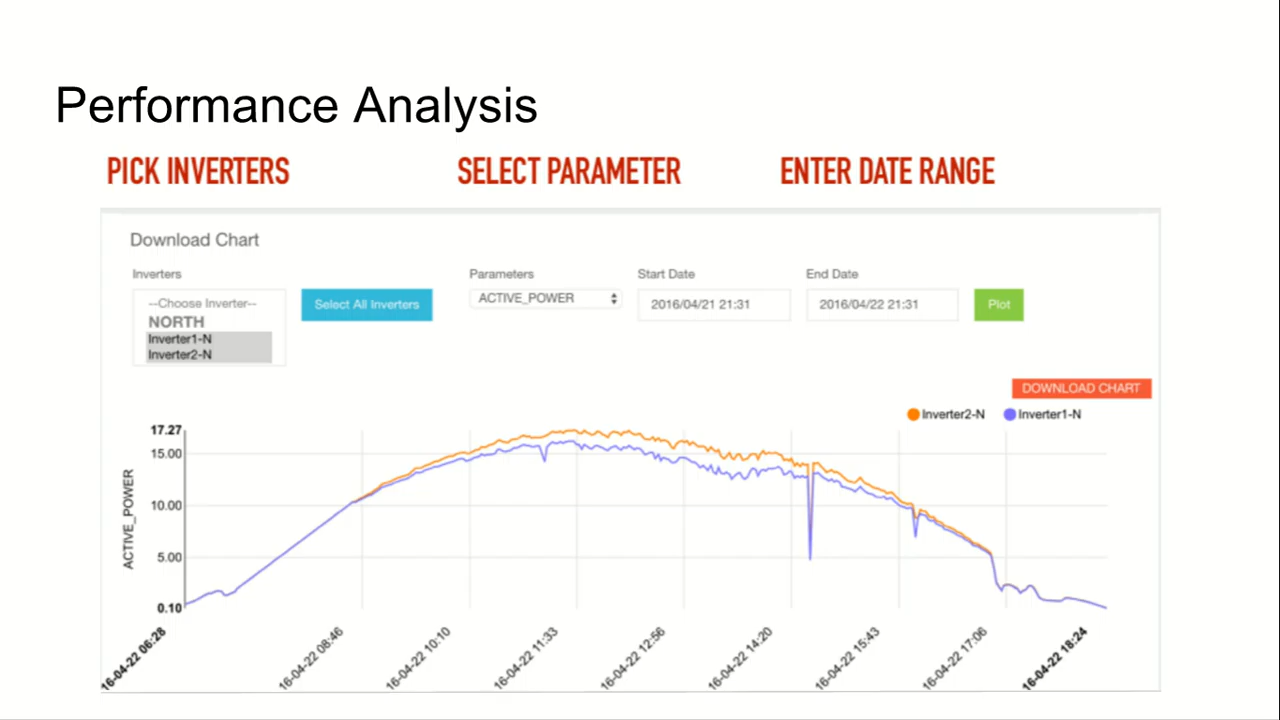 Performance Analysis
PICK INVERTERS SELECT PARAMETER ENTER DATE RANGE
Download Chart
Inverters Parameters Start Date End Date
--Choose Inverter-- Select All Inverters ACTIVE_POWER 2016/04/21 21:31 2016/04/22 21:31 Plot
NORTH
Inverter1-N
Inverter2-N
DOWNLOAD CHART
Inverter2-N Inverter1-N
17.27
15.00
10.00
5.00
0.10
ACTIVE_POWER
16-04-22 06:28 16-04-22 08:46 16-04-22 10:10 16-04-22 11:33 16-04-22 12:56 16-04-22 14:20 16-04-22 15:43 16-04-22 17:06 16-04-22 18:24